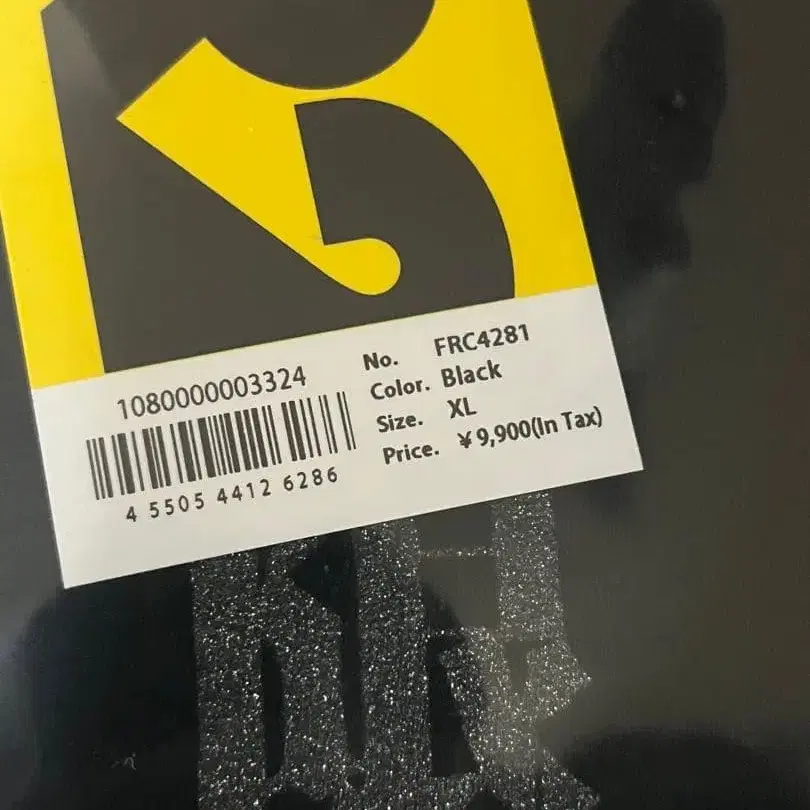 1080000003324
4 5505 4412 6286
No. FRC4281
Color. Black
Size. XL
Price. ¥9,900(In Tax)